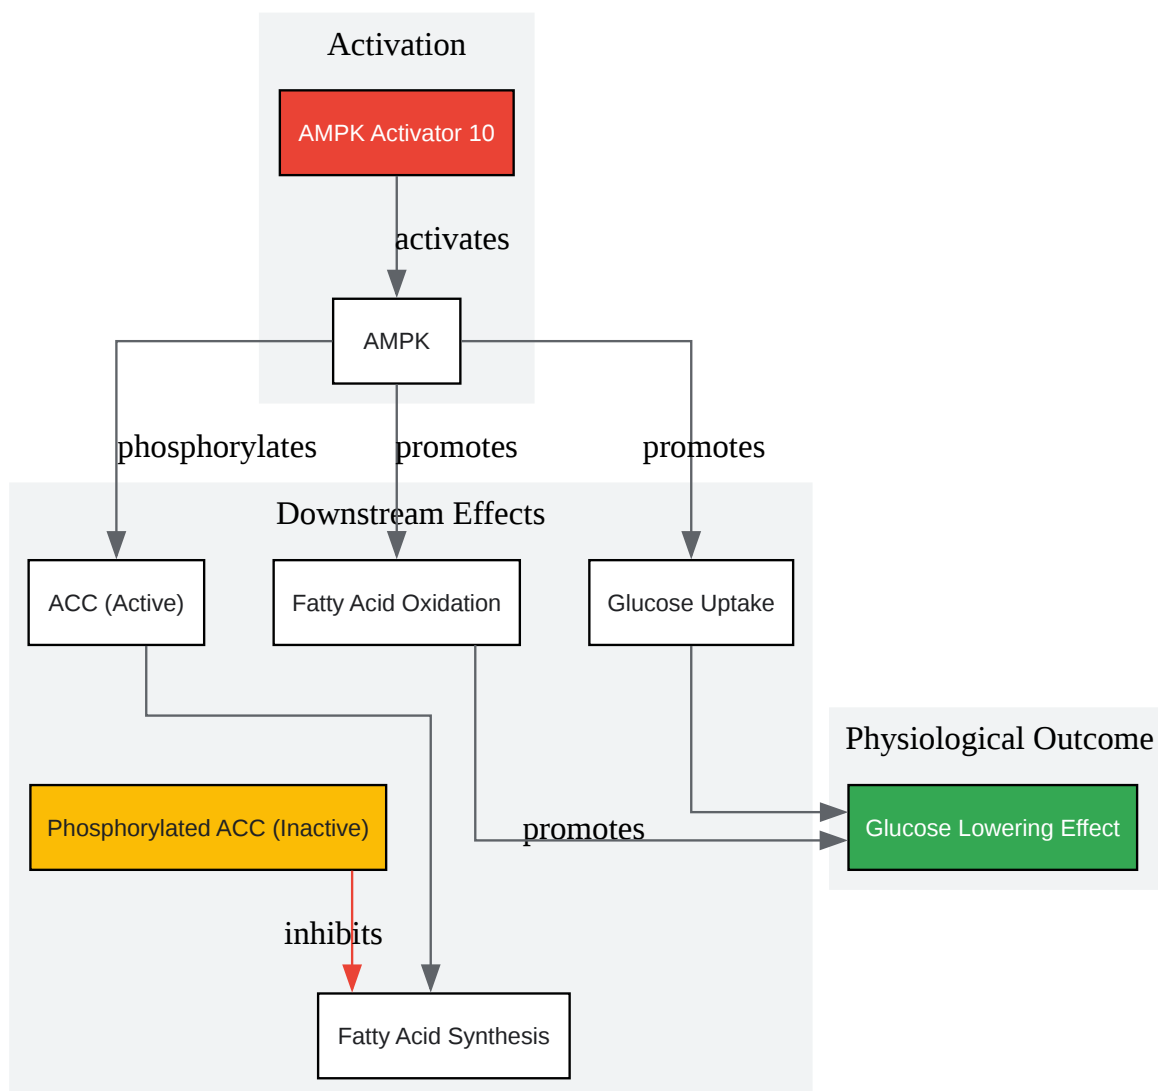 Activation
AMPK Activator 10
activates
AMPK
phosphorylates
promotes
promotes
Downstream Effects
ACC (Active)
Fatty Acid Oxidation
Glucose Uptake
Physiological Outcome
Phosphorylated ACC (Inactive)
promotes
Glucose Lowering Effect
inhibits
Fatty Acid Synthesis